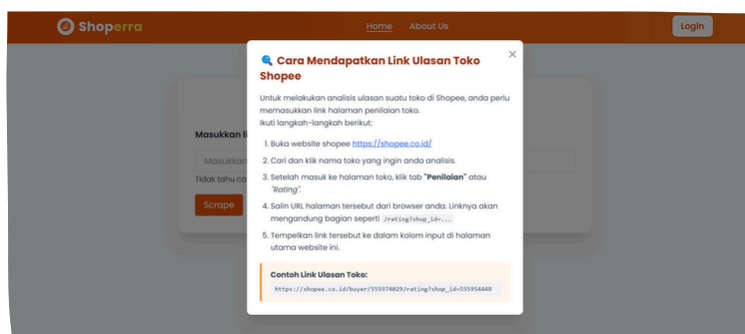 Shoperra
Home About Us
Login
×
Cara Mendapatkan Link Ulasan Toko
Shopee
Untuk melakukan analisis ulasan suatu toko di Shopee, anda perlu
memasukkan link halaman penilaian toko.
Ikuti langkah-langkah berikut:
1. Buka website shopee https://shopee.co.id/
2. Cari dan klik nama toko yang ingin anda analisis.
3. Setelah masuk ke halaman toko, klik tab "Penilaian" atau
"Rating".
4. Salin URL halaman tersebut dari browser anda. Linknya akan
mengandung bagian seperti /rating?shop_id=...
5. Tempelkan link tersebut ke dalam kolom input di halaman
utama website ini.
Contoh Link Ulasan Toko:
https://shopee.co.id/buyer/555974029/rating?shop_id=555954448
Masukkan li
Masukkan
Tidak tahu ca
Scrape